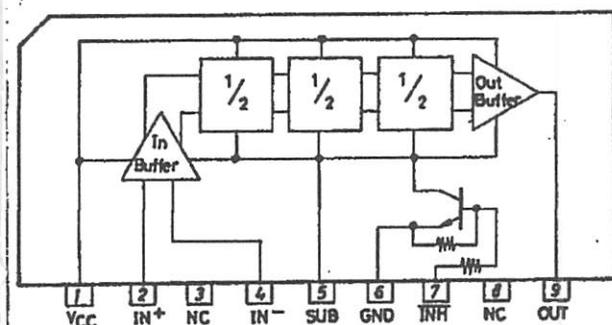 1/2 1/2 1/2
Out
Buffer
In
Buffer
1 2 3 4 5 6 7 8 9
VCC IN+ NC IN- SUB GND INH NC OUT